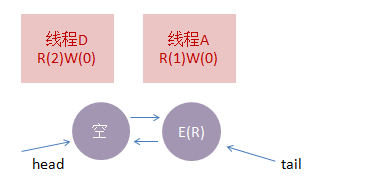 线程D
R(2)W(0)
线程A
R(1)W(0)
空
E(R)
head
tail